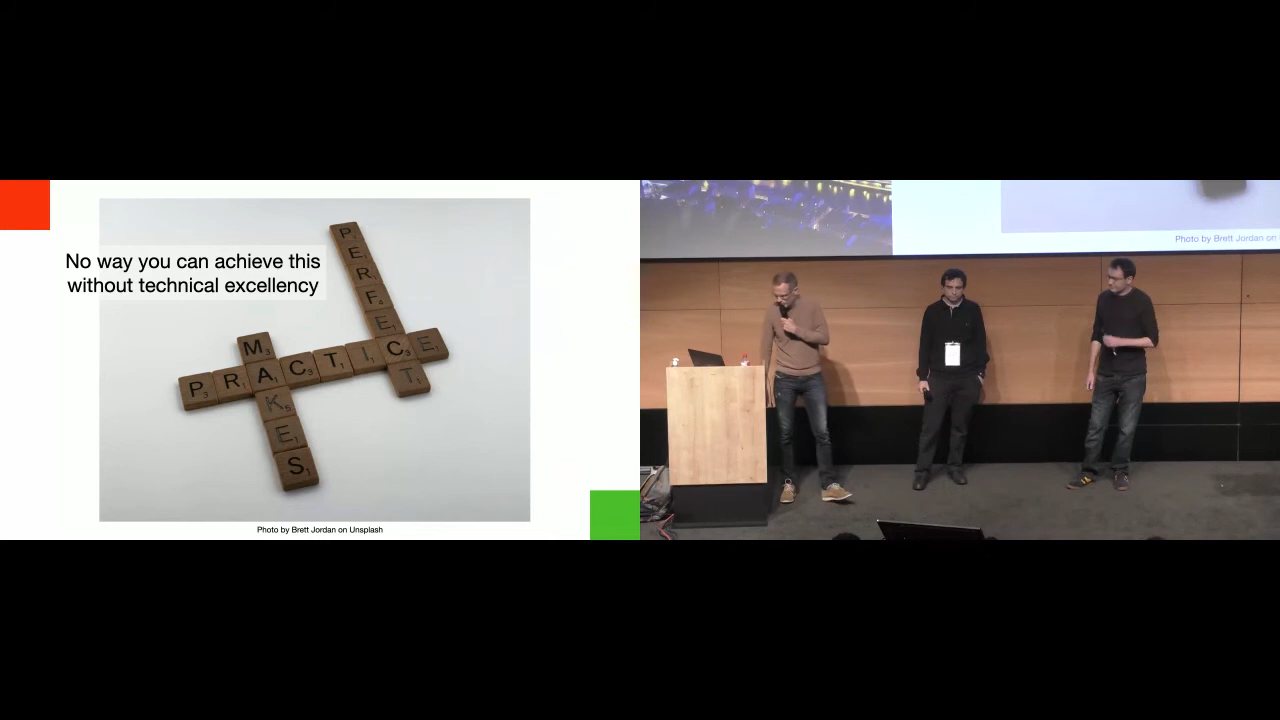 No way you can achieve this
without technical excellency
PERFECT
MAKES
PRACTICE
Photo by Brett Jordan on Unsplash
Photo by Brett Jordan on